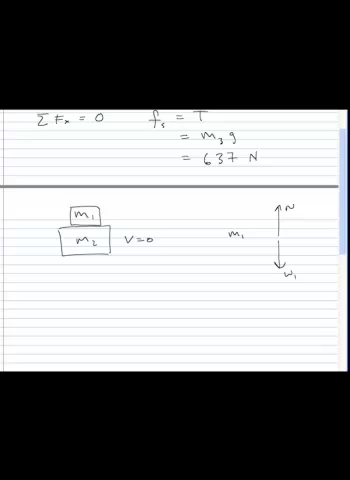 ΣFx = 0 fs = T
= m3 g
= 637 N
m1
N
m2 V=0 m1
W1